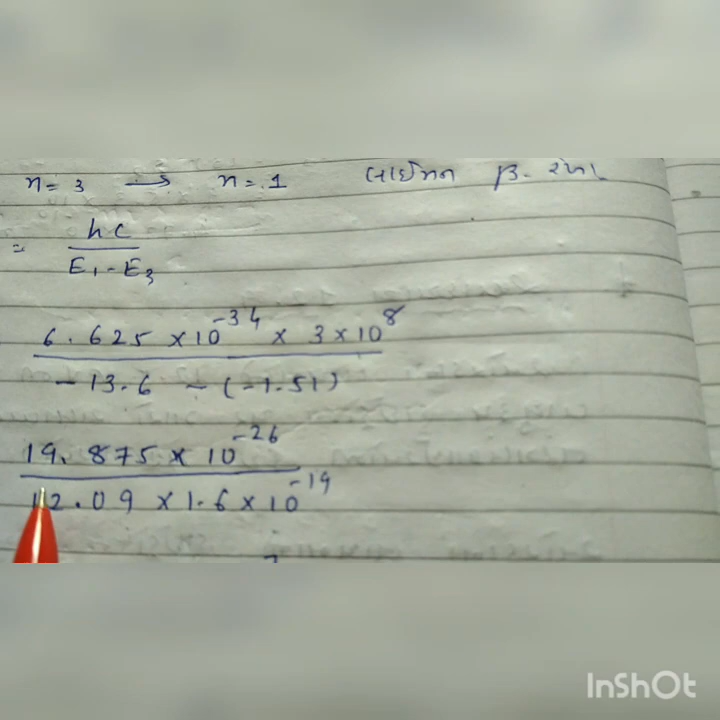 n = 3 → n = 1 લાઈમન β - રેખા
= hc / E₁ - E₃
6.625 × 10⁻³⁴ × 3 × 10⁸ / - 13.6 - (-1.51)
19.875 × 10⁻²⁶ / 12.09 × 1.6 × 10⁻¹⁹
InShOt